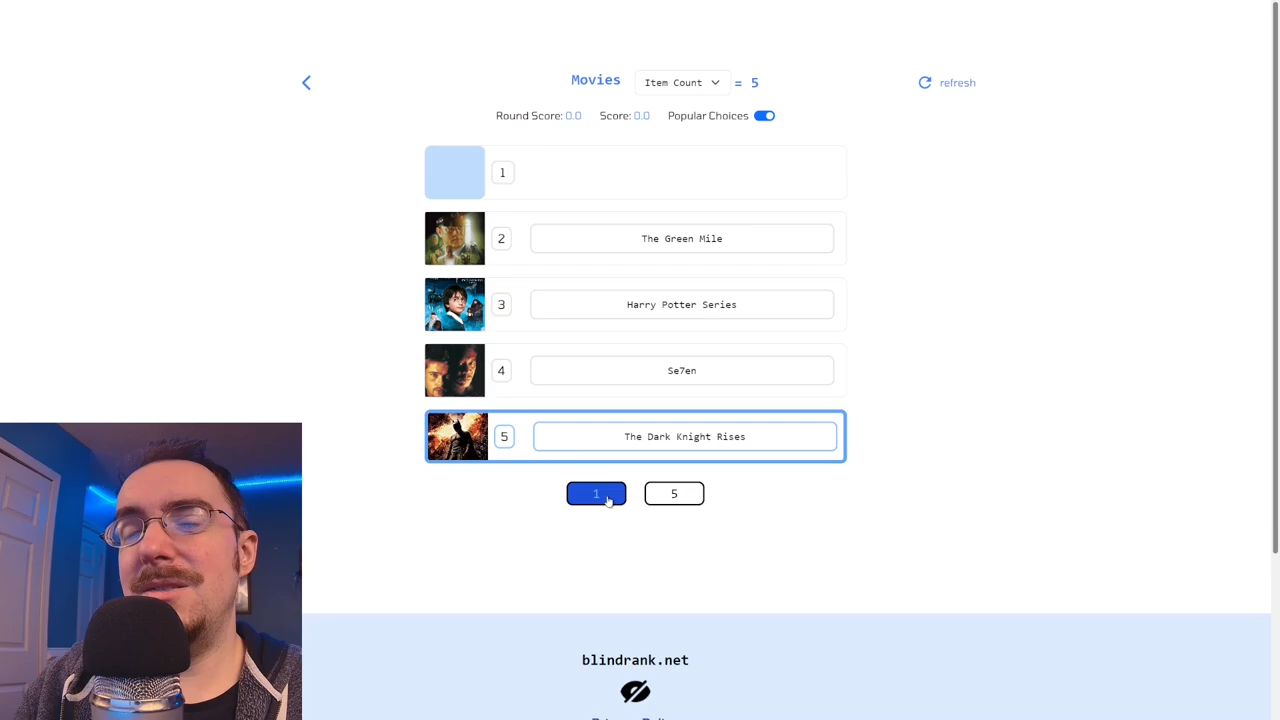 Movies Item Count = 5 refresh
Round Score: 0.0 Score: 0.0 Popular Choices
1
2 The Green Mile
3 Harry Potter Series
4 Se7en
5 The Dark Knight Rises
1 5
blindrank.net